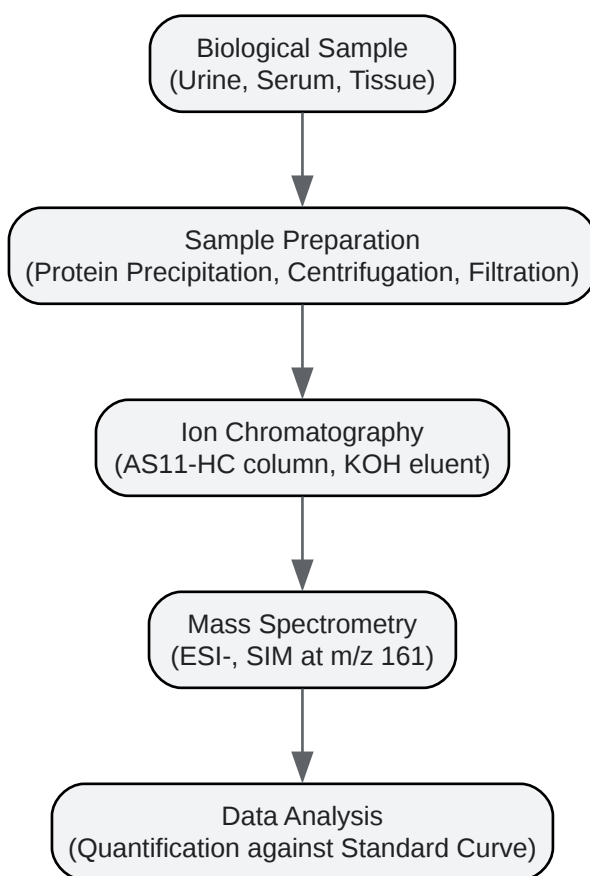 Biological Sample
(Urine, Serum, Tissue)
Sample Preparation
(Protein Precipitation, Centrifugation, Filtration)
Ion Chromatography
(AS11-HC column, KOH eluent)
Mass Spectrometry
(ESI-, SIM at m/z 161)
Data Analysis
(Quantification against Standard Curve)